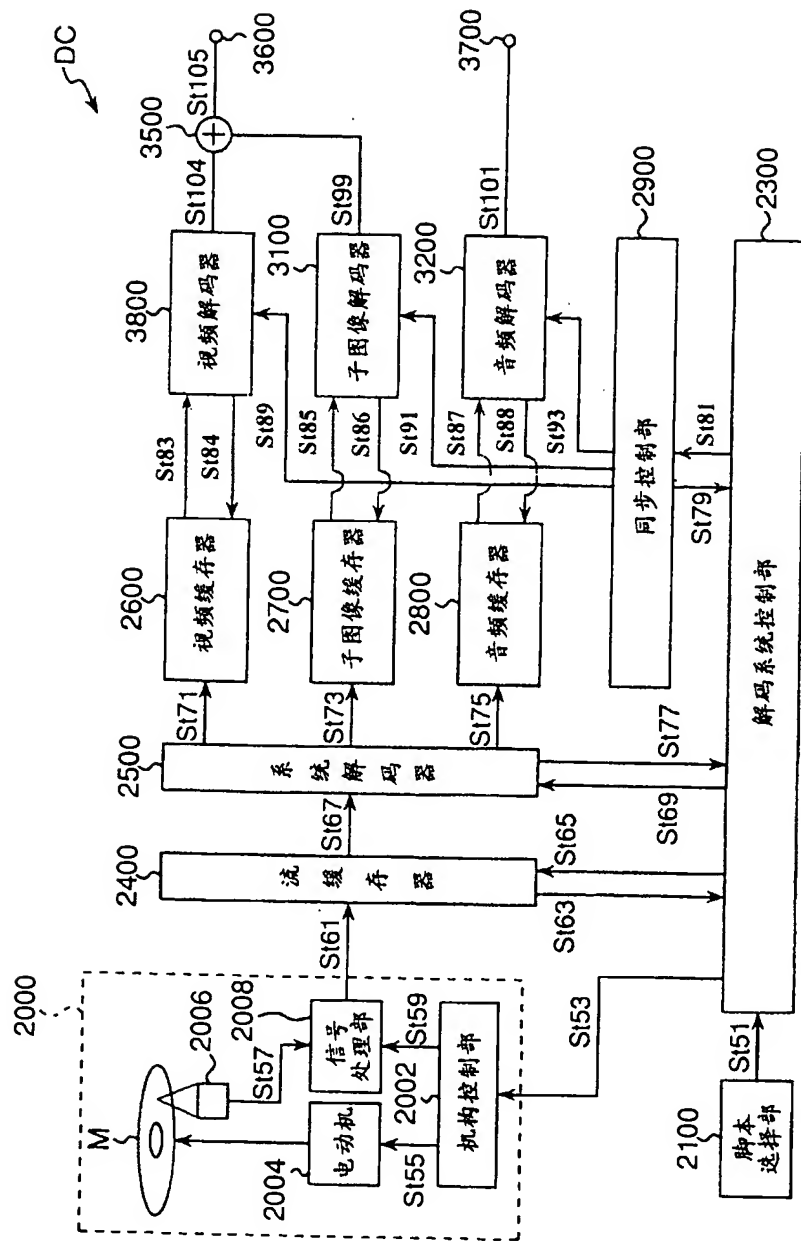 DC
3600
St105
3500
St104
St99
3700
St101
3800
视频解码器
3100
子图像解码器
3200
音频解码器
2900
同步控制部
2300
解码系统控制部
St83
St84
St89
St85
St86
St91
St87
St88
St93
St81
St79
2600
视频缓存器
2700
子图像缓存器
2800
音频缓存器
St71
St73
St75
St77
2500
系统解码器
St67
St69
2400
流缓存器
St65
St63
St61
2000
2008
信号
处理部
2006
St57
St59
M
2004
电动机
2002
机构控制部
St55
St53
St51
2100
脚本
选择部